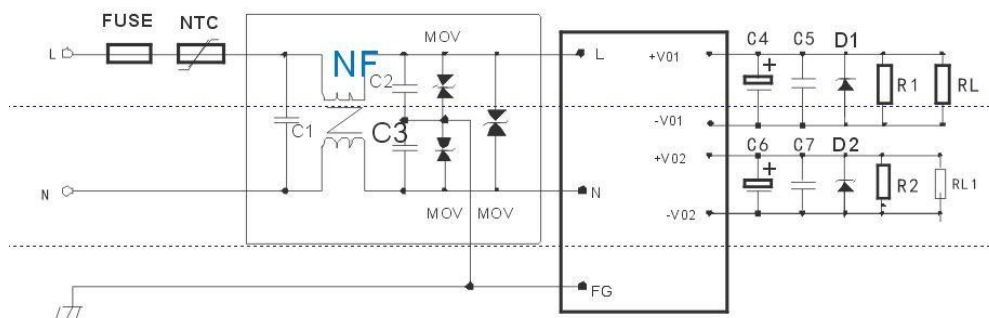 FUSE NTC
L
NF
MOV
C1
C2
C3
MOV MOV
N
L
N
FG
+V01
-V01
+V02
-V02
C4 C5 D1
R1 RL
C6 C7 D2
R2 RL1
+
+